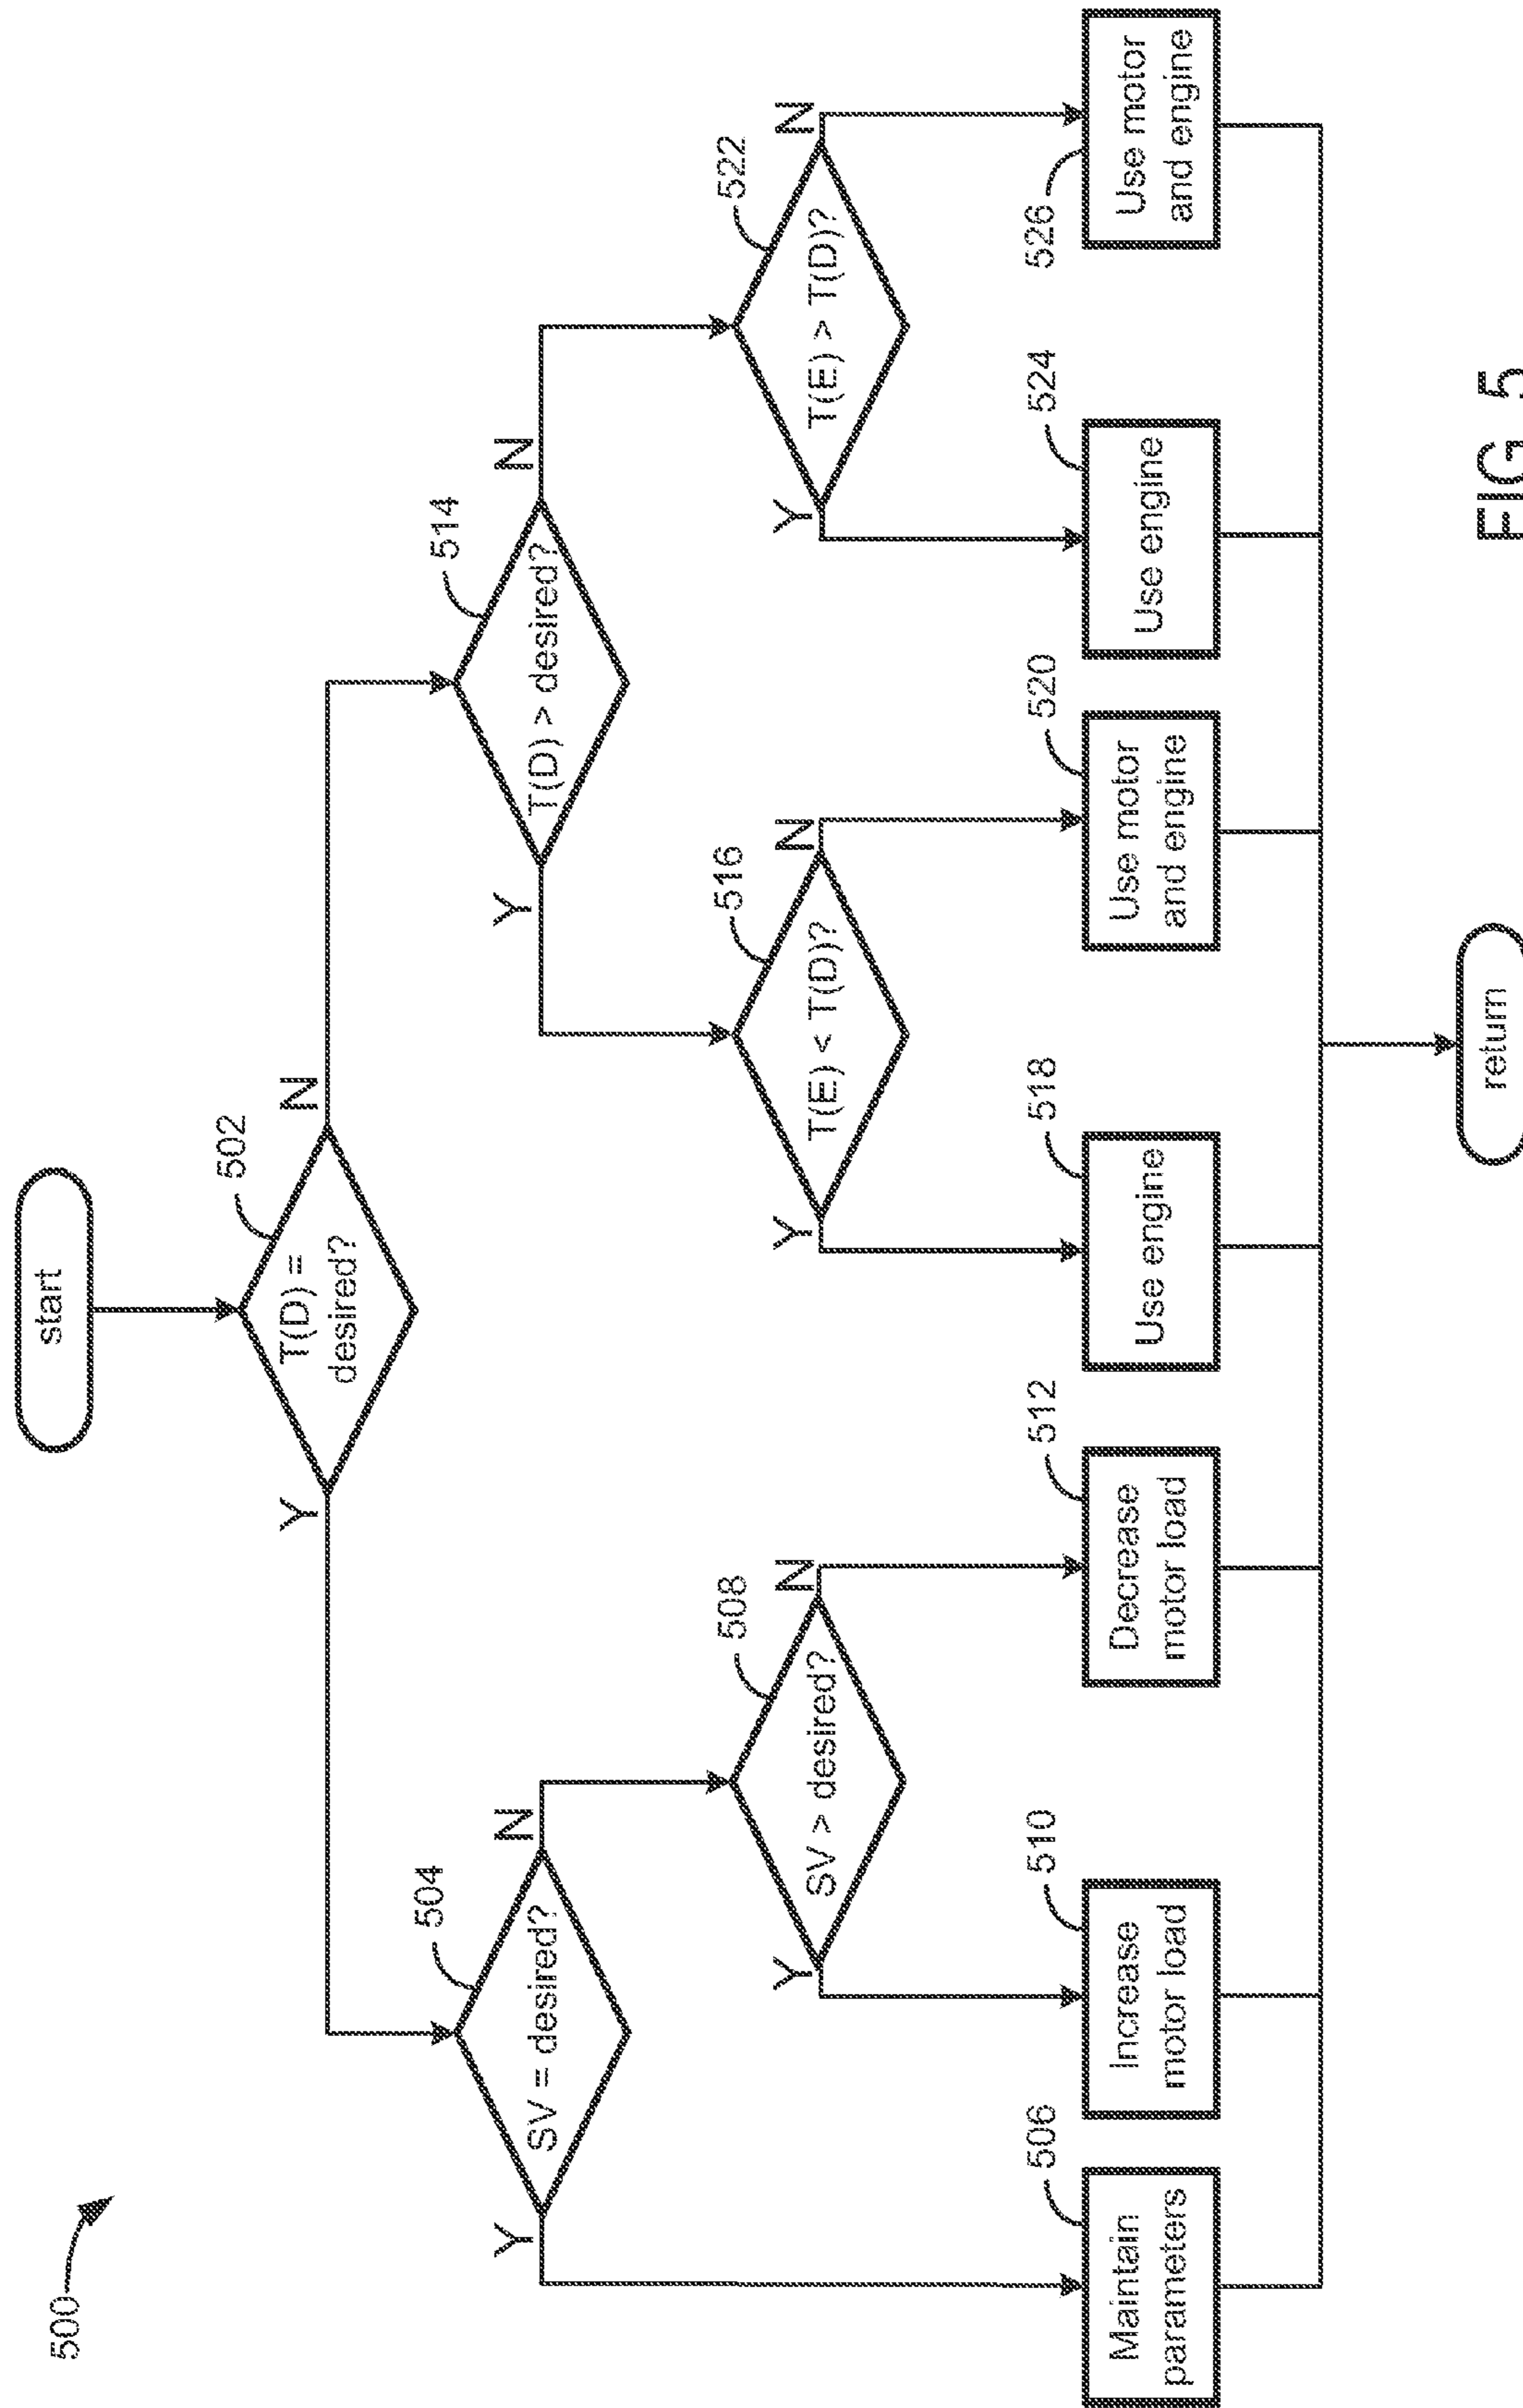 500
start
502
T(D) =
desired?
Y
N
504
SV = desired?
Y
N
514
T(D) > desired?
Y
N
508
SV > desired?
Y
N
516
T(E) < T(D)?
Y
N
522
T(E) > T(D)?
Y
N
506
Maintain
parameters
510
Increase
motor load
512
Decrease
motor load
518
Use engine
520
Use motor
and engine
524
Use engine
526
Use motor
and engine
return
FIG. 5